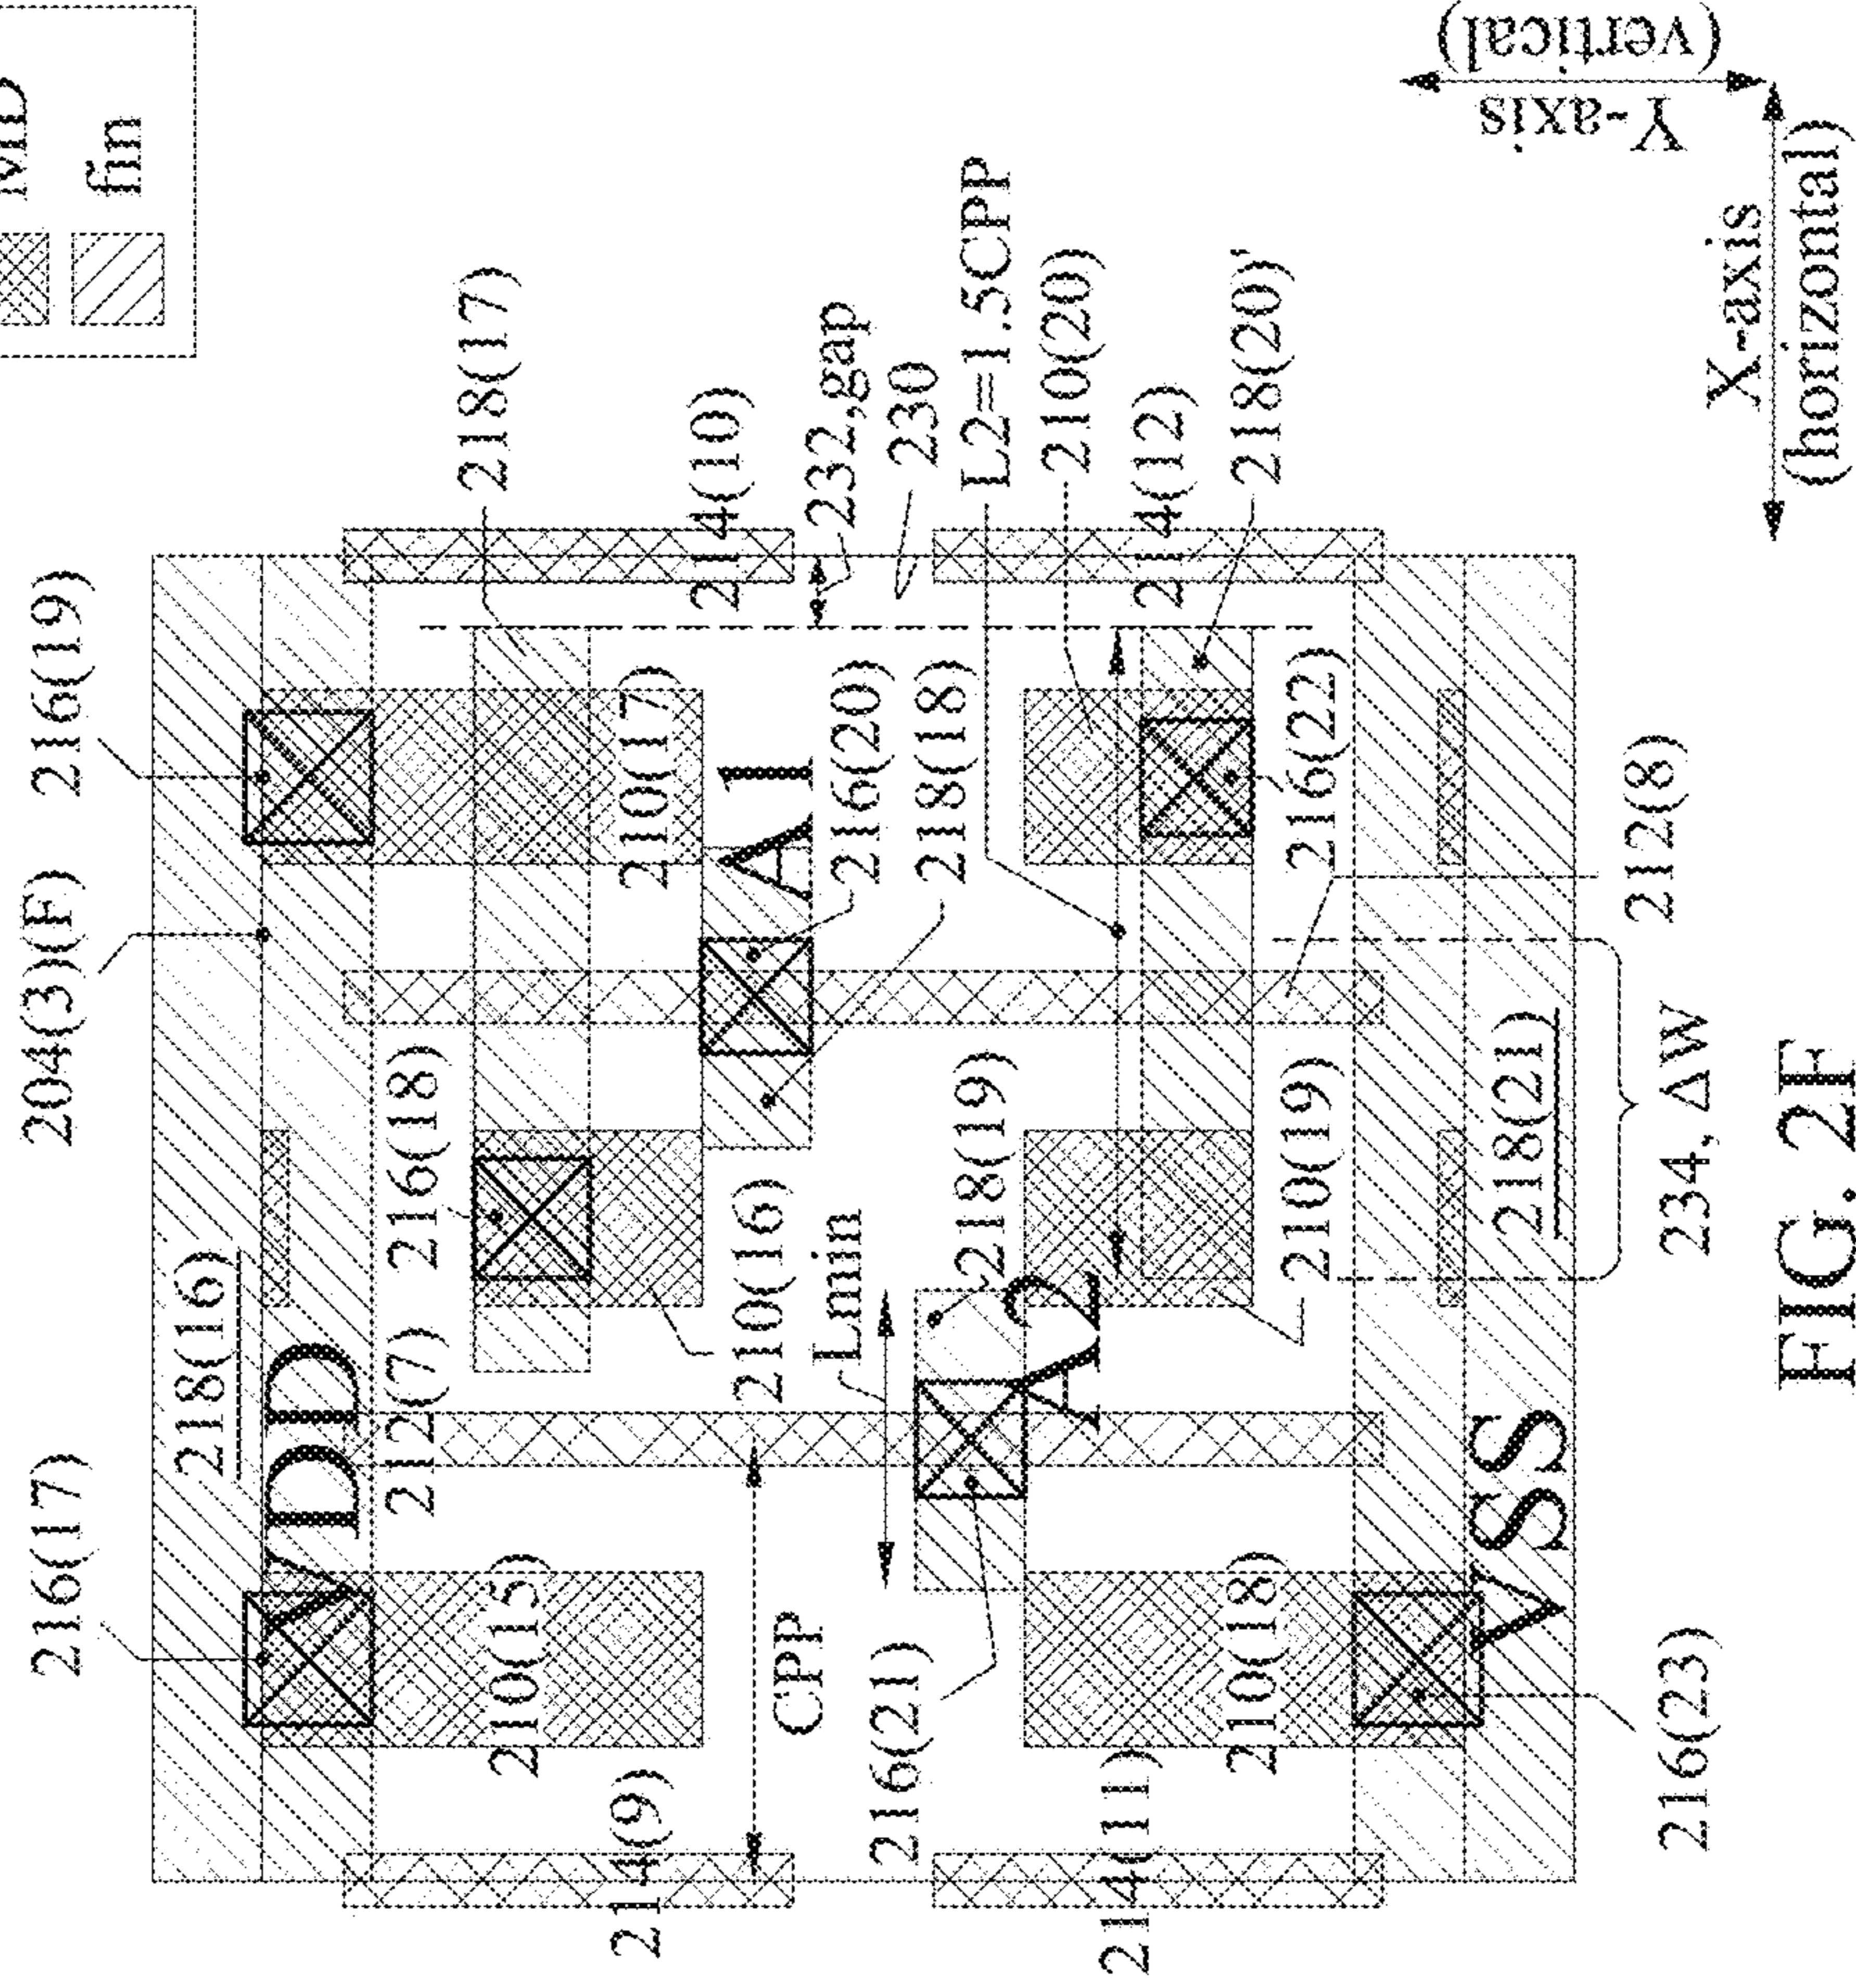 MD
fin
216(17)
204(3)(F)
216(19)
218(16)
VDD
212(7)
216(18)
218(17)
210(15)
210(16)
210(17)
214(9)
214(10)
CPP
Lmin
A1
216(20)
218(18)
232,gap
230
216(21)
218(19)
A2
L2=1.5CPP
210(20)
214(11)
210(18)
210(19)
216(22)
214(12)
218(20)'
VSS
218(21)
216(23)
234, ΔW
212(8)
Y-axis
(vertical)
X-axis
(horizontal)
FIG. 2F